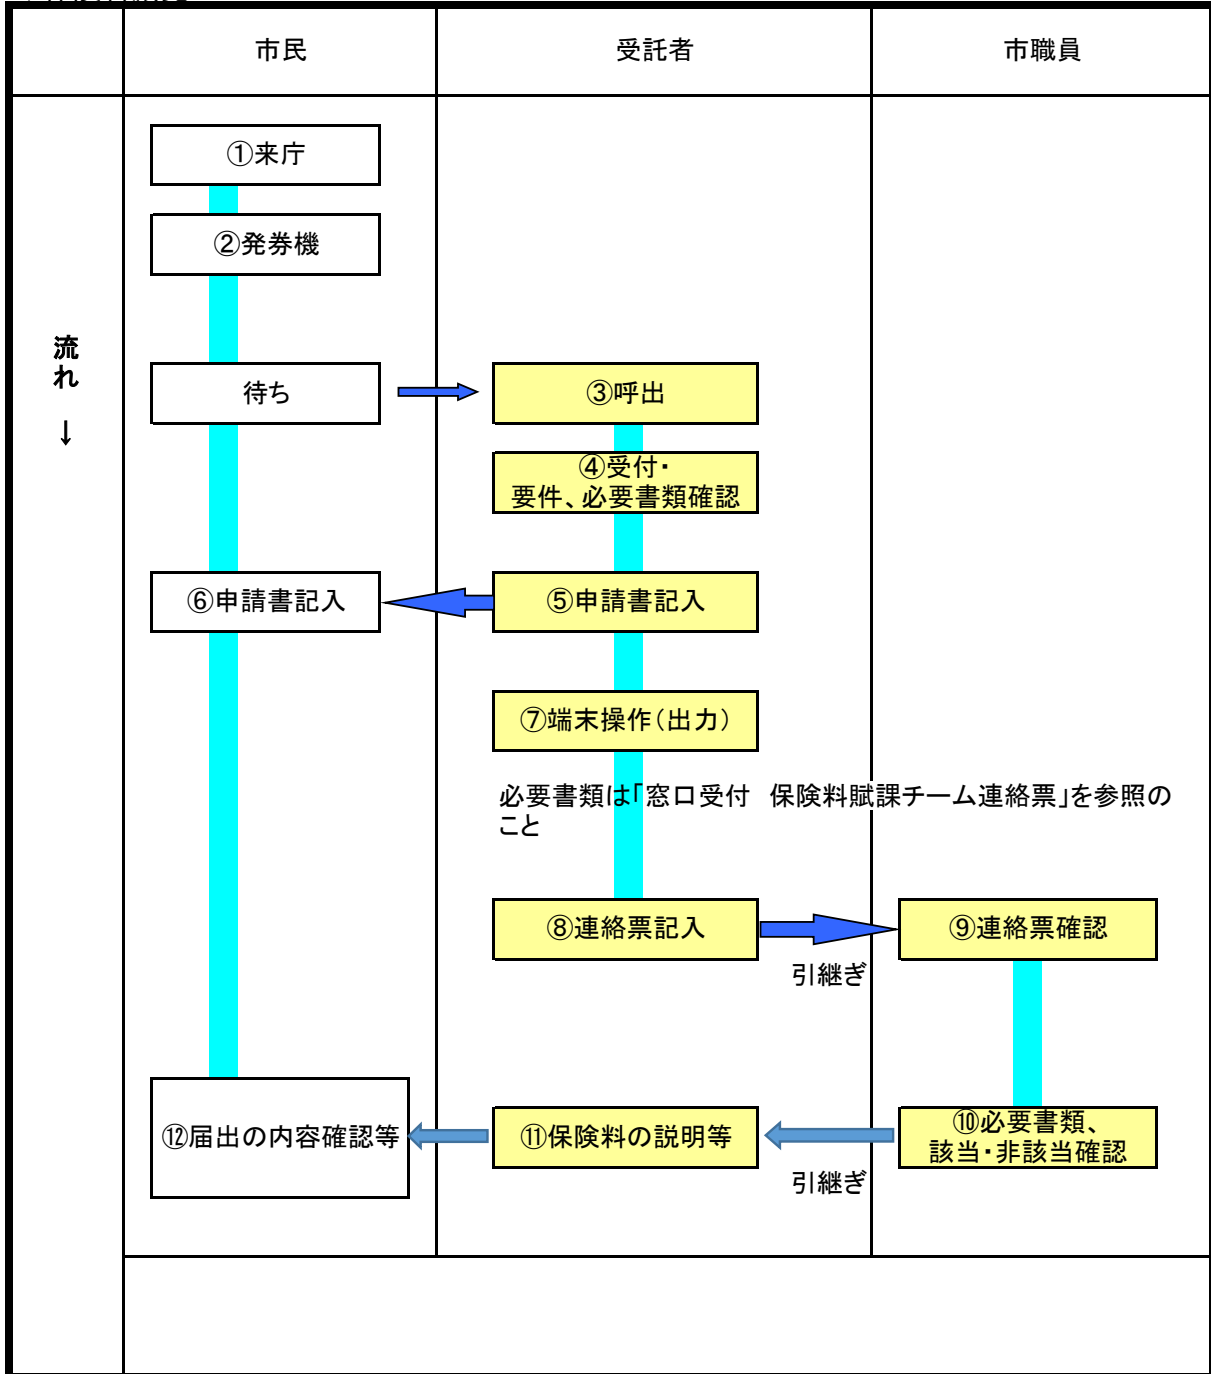 市民
受託者
市職員
流
れ
↓
①来庁
②発券機
待ち
③呼出
④受付・
要件、必要書類確認
⑥申請書記入
⑤申請書記入
⑦端末操作（出力）
必要書類は「窓口受付　保険料賦課チーム連絡票」を参照の
こと
⑧連絡票記入
⑨連絡票確認
引継ぎ
⑫届出の内容確認等
⑪保険料の説明等
⑩必要書類、
該当・非該当確認
引継ぎ